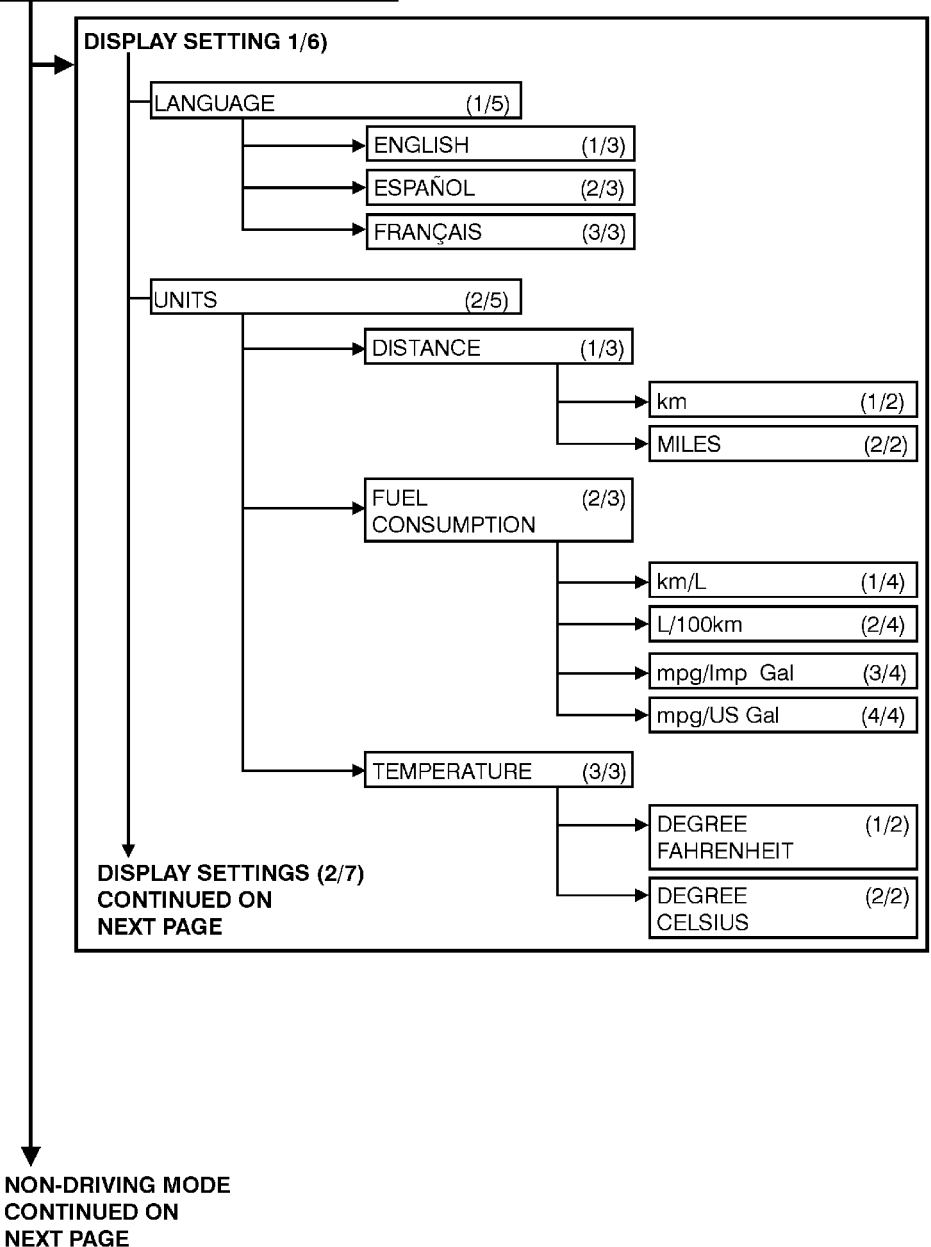 DISPLAY SETTING 1/6)
LANGUAGE (1/5)
ENGLISH (1/3)
ESPAÑOL (2/3)
FRANÇAIS (3/3)
UNITS (2/5)
DISTANCE (1/3)
km (1/2)
MILES (2/2)
FUEL (2/3)
CONSUMPTION
km/L (1/4)
L/100km (2/4)
mpg/Imp Gal (3/4)
mpg/US Gal (4/4)
TEMPERATURE (3/3)
DEGREE (1/2)
FAHRENHEIT
DEGREE (2/2)
CELSIUS
DISPLAY SETTINGS (2/7)
CONTINUED ON
NEXT PAGE
NON-DRIVING MODE
CONTINUED ON
NEXT PAGE